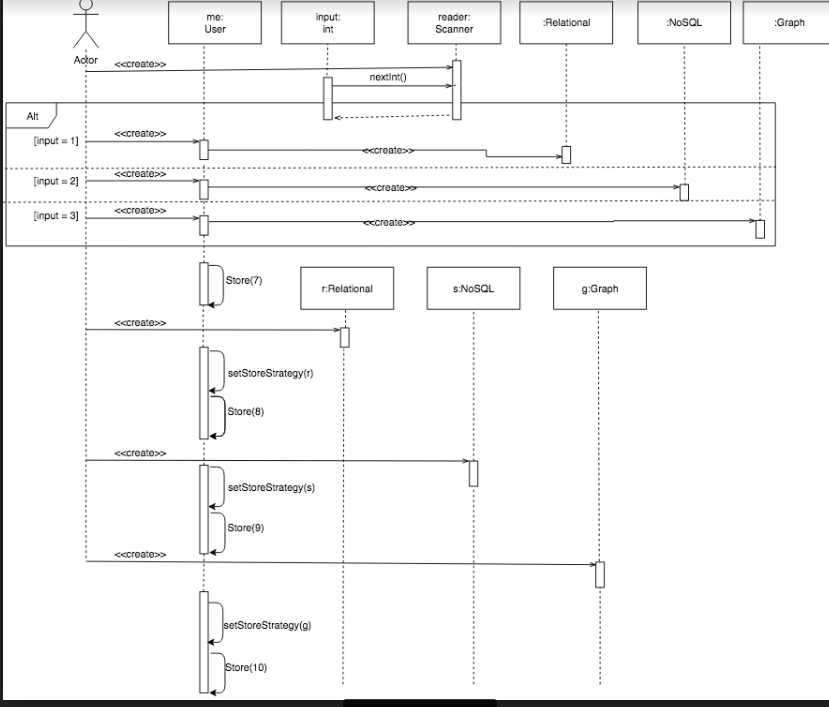 me:
User
input:
int
reader:
Scanner
:Relational
:NoSQL
:Graph
Actor
<<create>>
nextInt()
Alt
[input = 1]
<<create>>
<<create>>
[input = 2]
<<create>>
<<create>>
[input = 3]
<<create>>
<<create>>
Store(7)
r:Relational
s:NoSQL
g:Graph
<<create>>
setStoreStrategy(r)
Store(8)
<<create>>
setStoreStrategy(s)
Store(9)
<<create>>
setStoreStrategy(g)
Store(10)